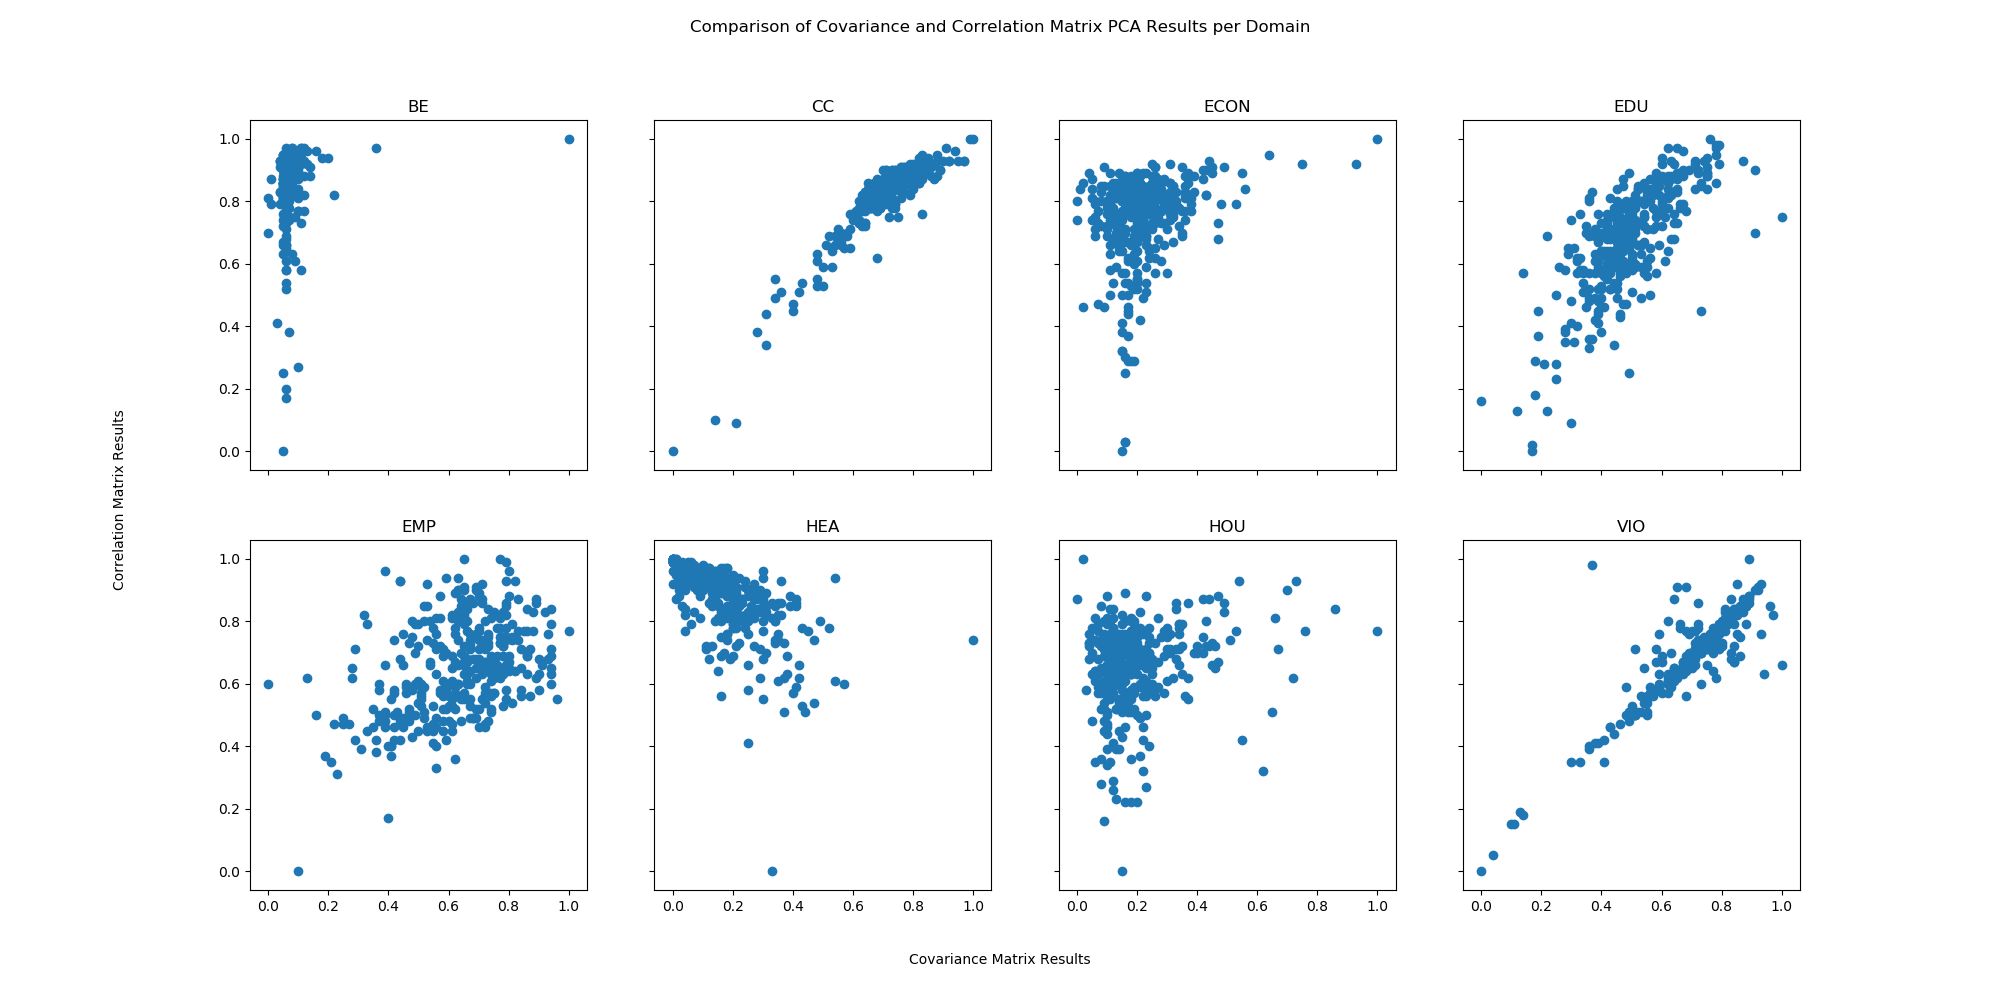 Comparison of Covariance and Correlation Matrix PCA Results per Domain
BE
CC
ECON
EDU
1.0
0.8
0.6
0.4
0.2
0.0
EMP
HEA
HOU
VIO
1.0
0.8
0.6
0.4
0.2
0.0
0.0 0.2 0.4 0.6 0.8 1.0
0.0 0.2 0.4 0.6 0.8 1.0
0.0 0.2 0.4 0.6 0.8 1.0
0.0 0.2 0.4 0.6 0.8 1.0
Correlation Matrix Results
Covariance Matrix Results